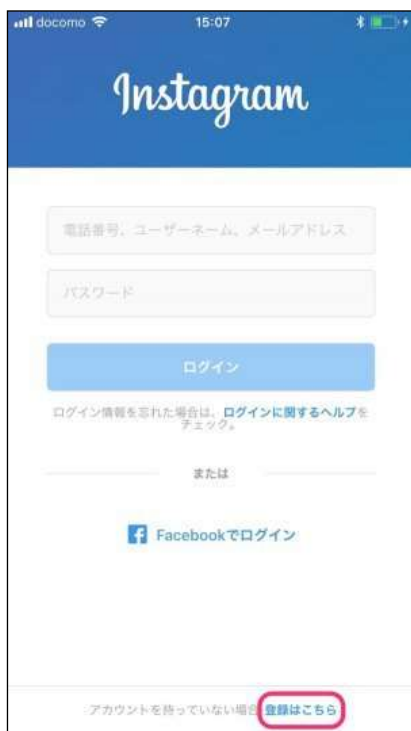 docomo 15:07
Instagram
電話番号、ユーザーネーム、メールアドレス
パスワード
ログイン
ログイン情報を忘れた場合は、ログインに関するヘルプを
チェック。
または
Facebookでログイン
アカウントを持っていない場合 登録はこちら